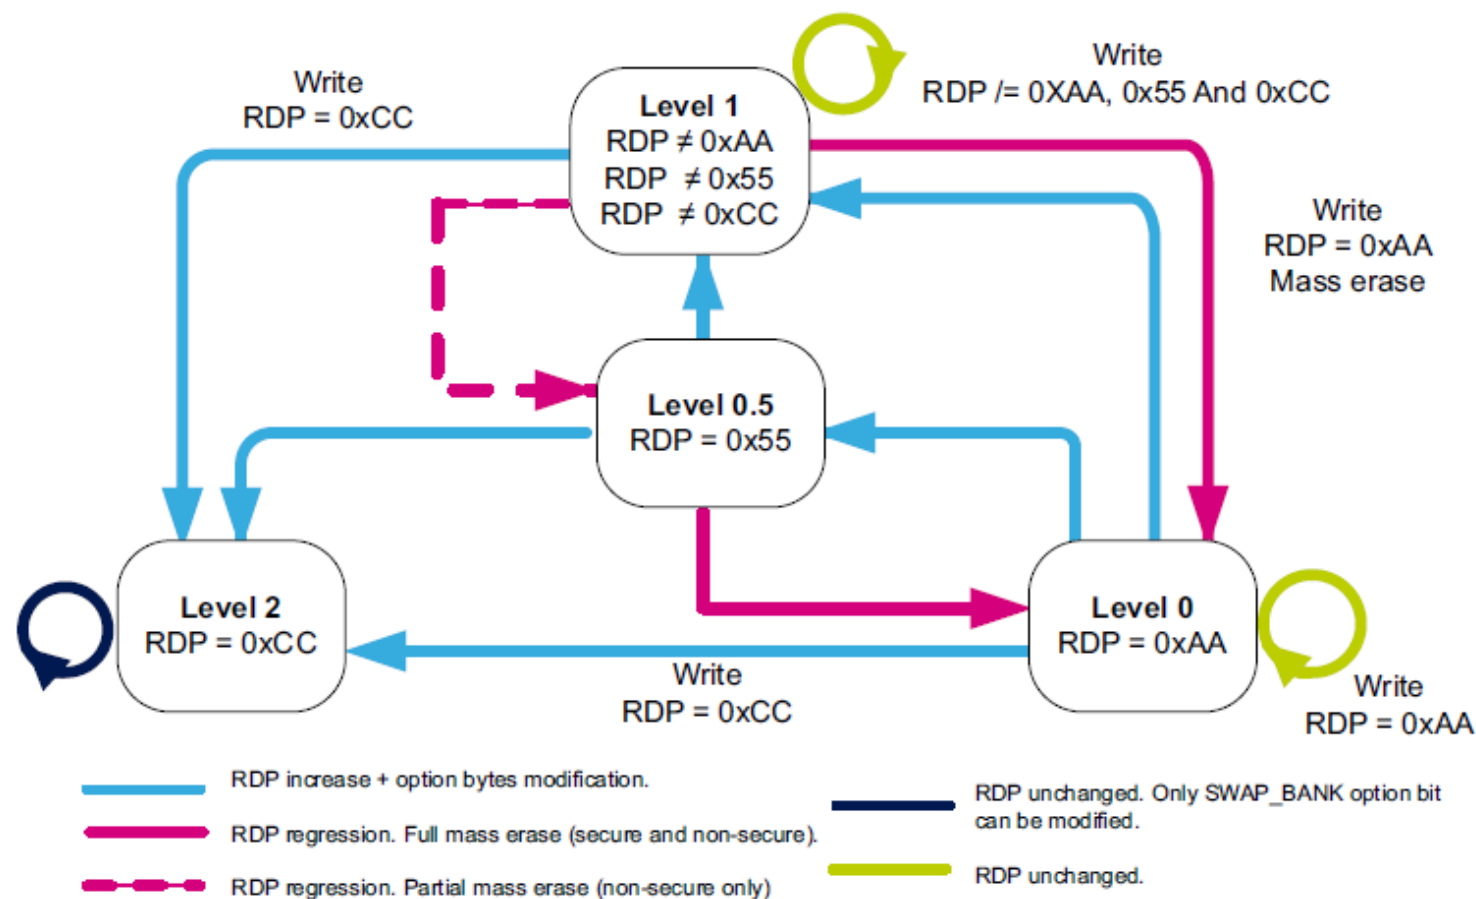 Write
RDP = 0xCC
Level 1
RDP ≠ 0xAA
RDP ≠ 0x55
RDP ≠ 0xCC
Write
RDP /= 0XAA, 0x55 And 0xCC
Write
RDP = 0xAA
Mass erase
Level 0.5
RDP = 0x55
Level 2
RDP = 0xCC
Level 0
RDP = 0xAA
Write
RDP = 0xCC
Write
RDP = 0xAA
RDP increase + option bytes modification.
RDP regression. Full mass erase (secure and non-secure).
RDP regression. Partial mass erase (non-secure only)
RDP unchanged. Only SWAP_BANK option bit
can be modified.
RDP unchanged.